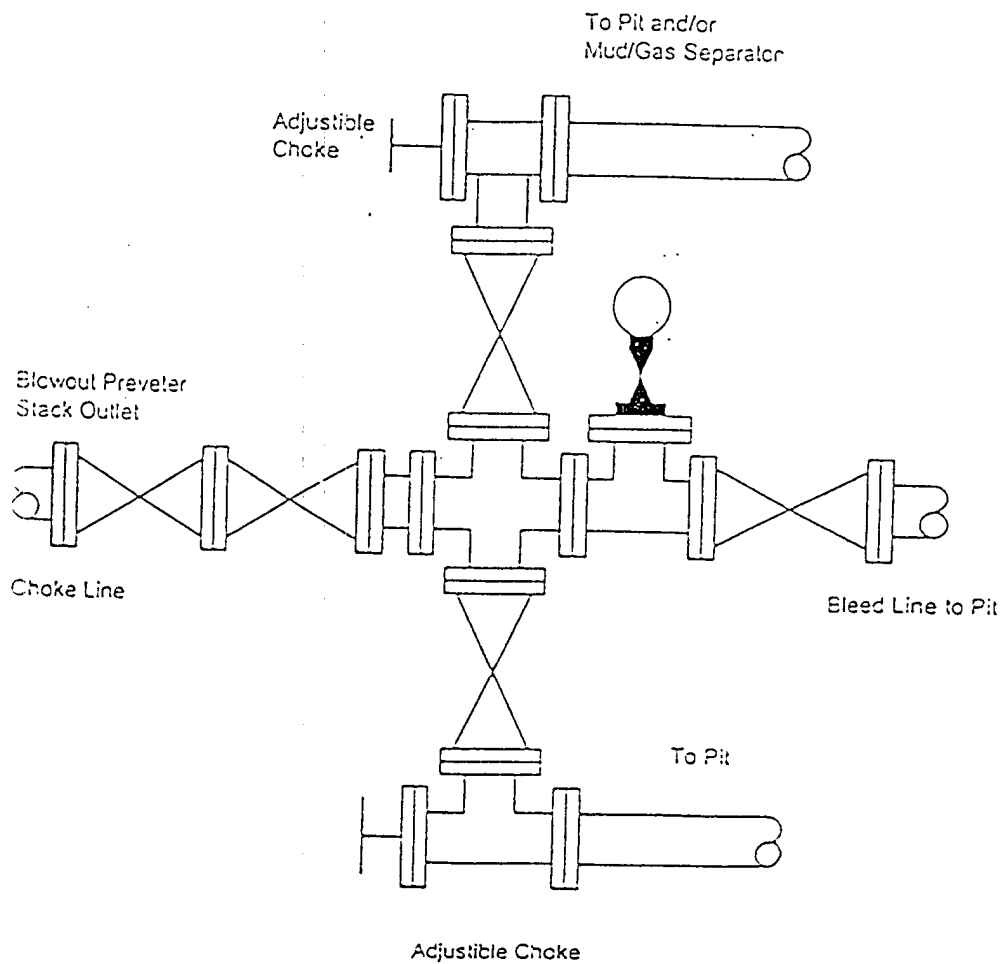 To Pit and/or
Mud/Gas Separator
Adjustible
Choke
Blowout Preveter
Stack Outlet
Choke Line
Bleed Line to Pit
To Pit
Adjustible Choke